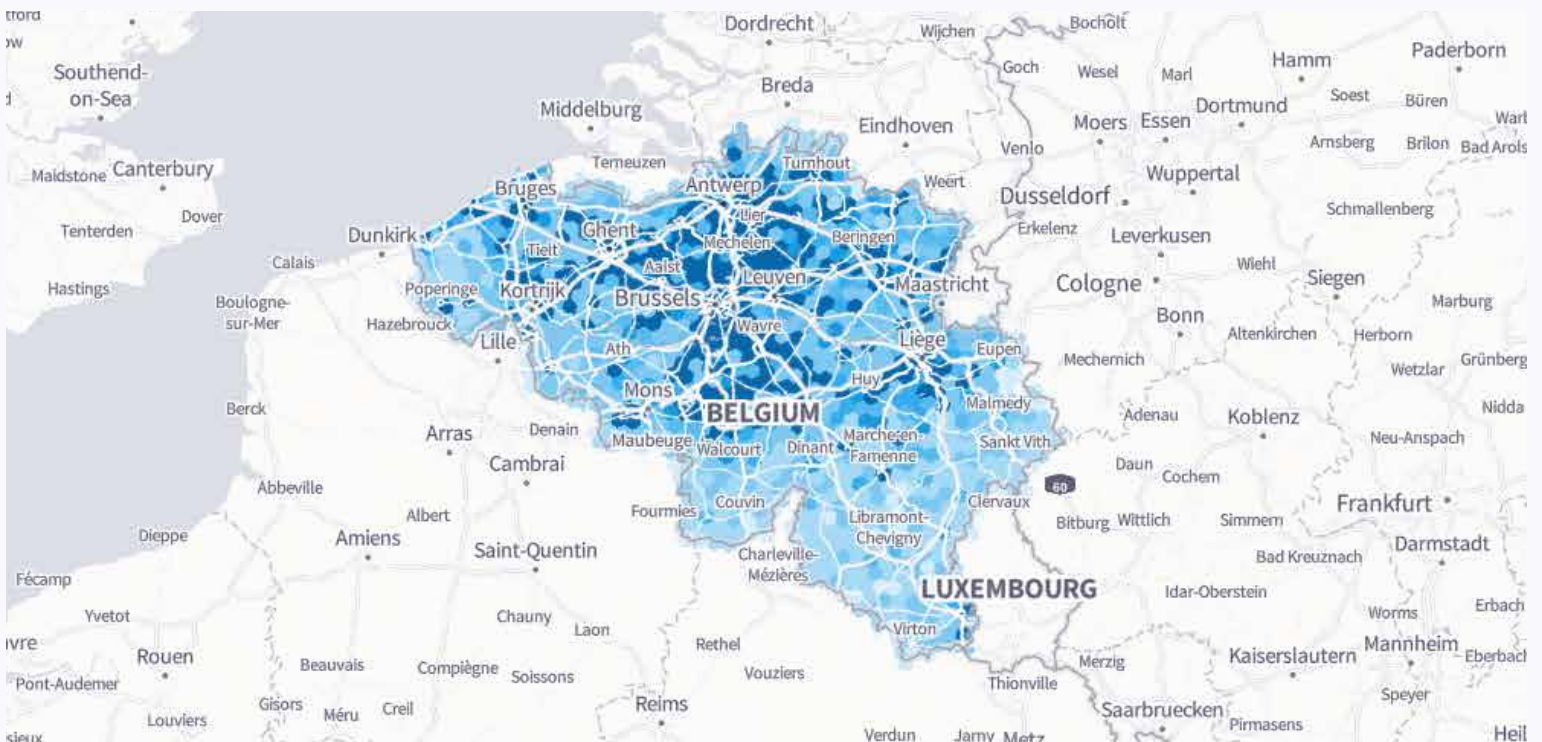 Dordrecht
Wijchen
Bocholt
Southend-
on-Sea
Breda
Goch
Wesel
Marl
Hamm
Paderborn
Middelburg
Eindhoven
Moers
Essen
Dortmund
Soest
Büren
Maidstone
Canterbury
Terneuzen
Turnhout
Venlo
Arnsberg
Brilon
Bad Arols
Bruges
Antwerp
Weert
Dusseldorf
Wuppertal
Dover
Tenterden
Dunkirk
Ghent
Lier
Erkelenz
Schmallenberg
Tielt
Mechelen
Beringen
Leverkusen
Calais
Aalst
Leuven
Maastricht
Cologne
Wiehl
Siegen
Hastings
Boulogne-
sur-Mer
Poperinge
Kortrijk
Brussels
Marburg
Hazebrouck
Wavre
Bonn
Altenkirchen
Herborn
Lille
Ath
Liège
Eupen
Mechernich
Wetzlar
Grünberg
Mons
Huy
Berck
BELGIUM
Malmedy
Adenau
Koblenz
Nidda
Arras
Denain
Maubeuge
Walcourt
Dinant
Marche-en-
Famenne
Sankt Vith
Neu-Anspach
Cambrai
Daun
Cochem
Abbeville
60
Albert
Fourmies
Couvin
Libramont-
Chevigny
Clervaux
Bitburg
Wittlich
Simmern
Frankfurt
Dieppe
Amiens
Saint-Quentin
Charleville-
Mézières
Bad Kreuznach
Darmstadt
Fécamp
LUXEMBOURG
Idar-Oberstein
Yvetot
Chauny
Laon
Virton
Worms
Erbach
Rouen
Beauvais
Compiègne
Soissons
Rethel
Vouziers
Merzig
Kaiserslautern
Mannheim
Eberbach
Pont-Audemer
Thionville
Louviers
Gisors
Méru
Creil
Reims
Saarbruecken
Pirmasens
Speyer
Verdun
Jarny
Metz
Heil